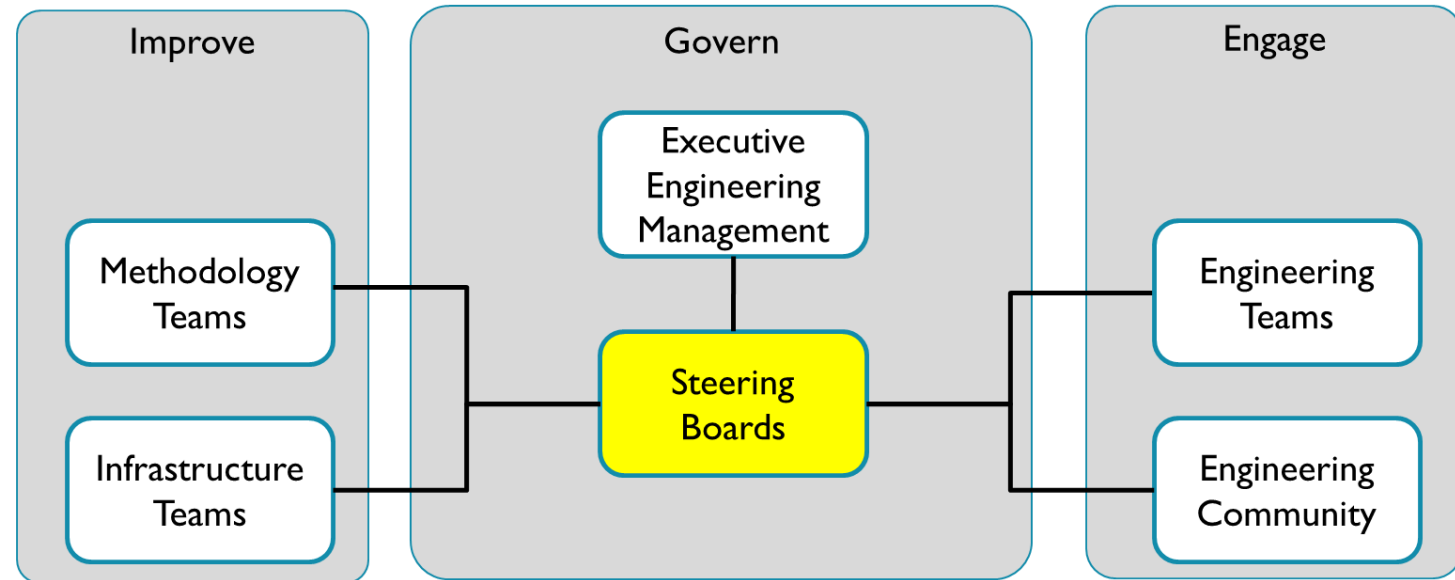 Improve
Methodology
Teams
Infrastructure
Teams
Govern
Executive
Engineering
Management
Steering
Boards
Engage
Engineering
Teams
Engineering
Community